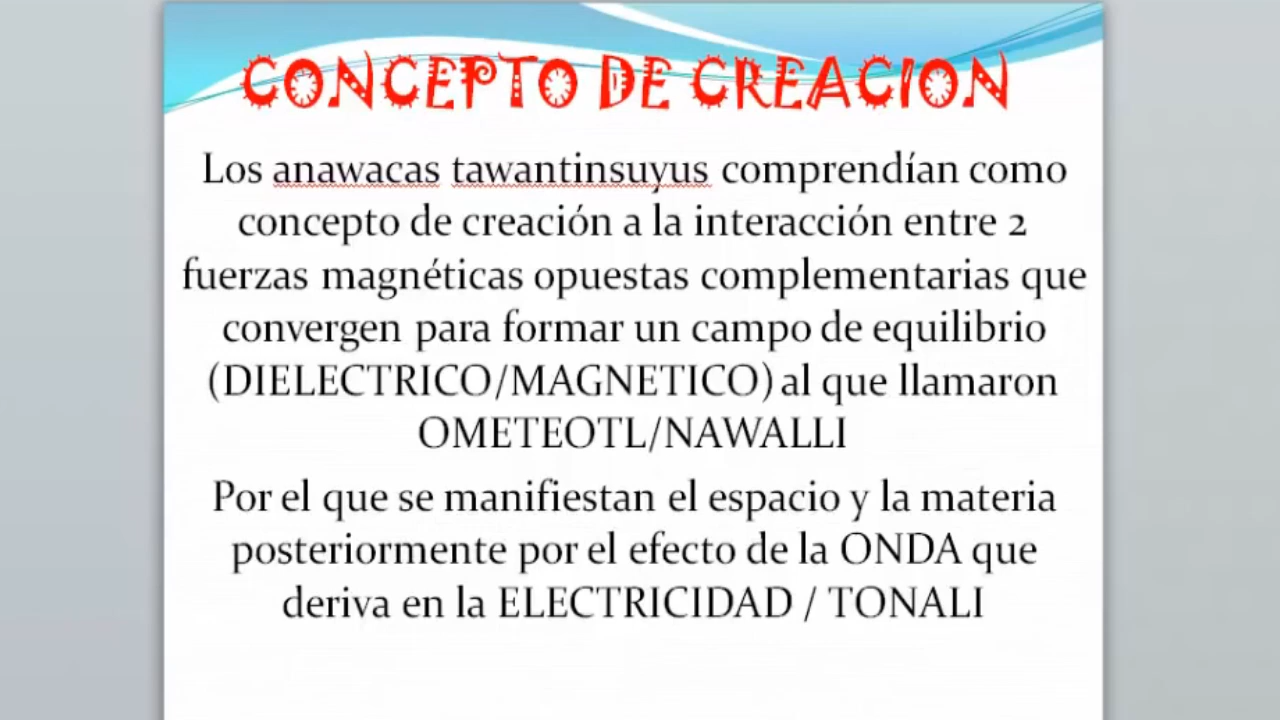 CONCEPTO DE CREACION
Los anawacas tawantinsuyus comprendían como
concepto de creación a la interacción entre 2
fuerzas magnéticas opuestas complementarias que
convergen para formar un campo de equilibrio
(DIELECTRICO/MAGNETICO) al que llamaron
OMETEOTL/NAWALLI
Por el que se manifiestan el espacio y la materia
posteriormente por el efecto de la ONDA que
deriva en la ELECTRICIDAD / TONALI